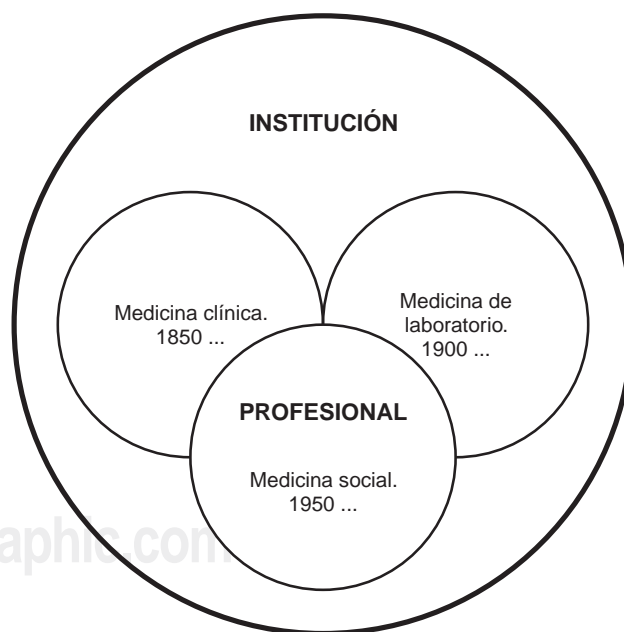 INSTITUCIÓN
Medicina clínica.
1850 ...
Medicina de
laboratorio.
1900 ...
PROFESIONAL
Medicina social.
1950 ...
aphic.com